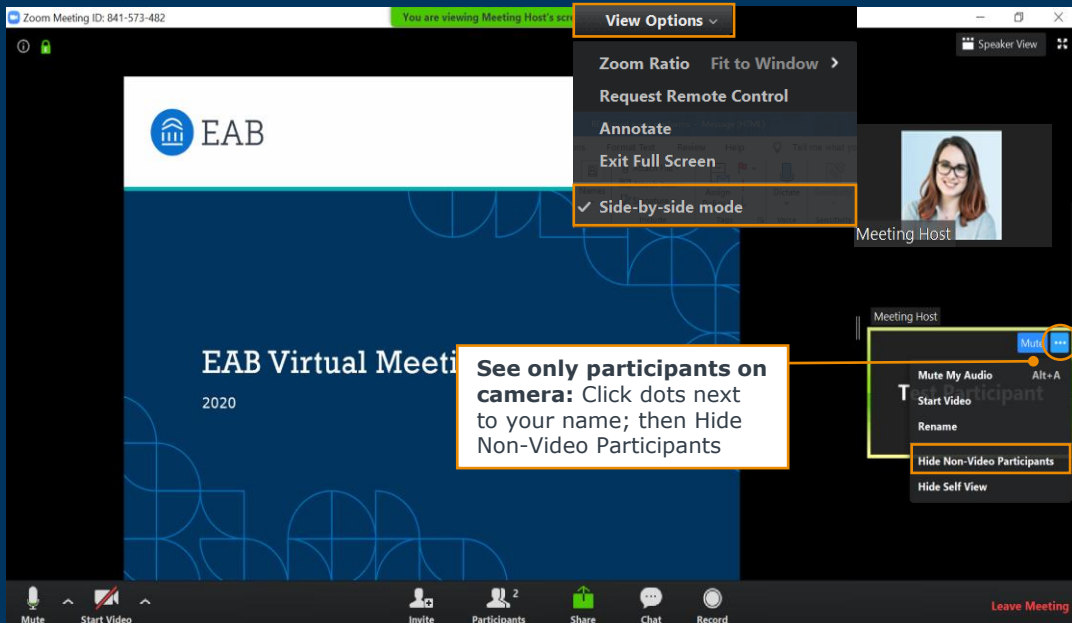 Zoom Meeting ID: 841-573-482
You are viewing Meeting Host's scre
View Options
Speaker View
Zoom Ratio Fit to Window
Request Remote Control
Annotate
Exit Full Screen
Side-by-side mode
EAB
Meeting Host
Meeting Host
Mute
Mute My Audio Alt+A
Test Participant
Start Video
Rename
Hide Non-Video Participants
Hide Self View
EAB Virtual Meeti
2020
See only participants on
camera: Click dots next
to your name; then Hide
Non-Video Participants
Mute
Start Video
Invite
Participants 2
Share
Chat
Record
Leave Meeting